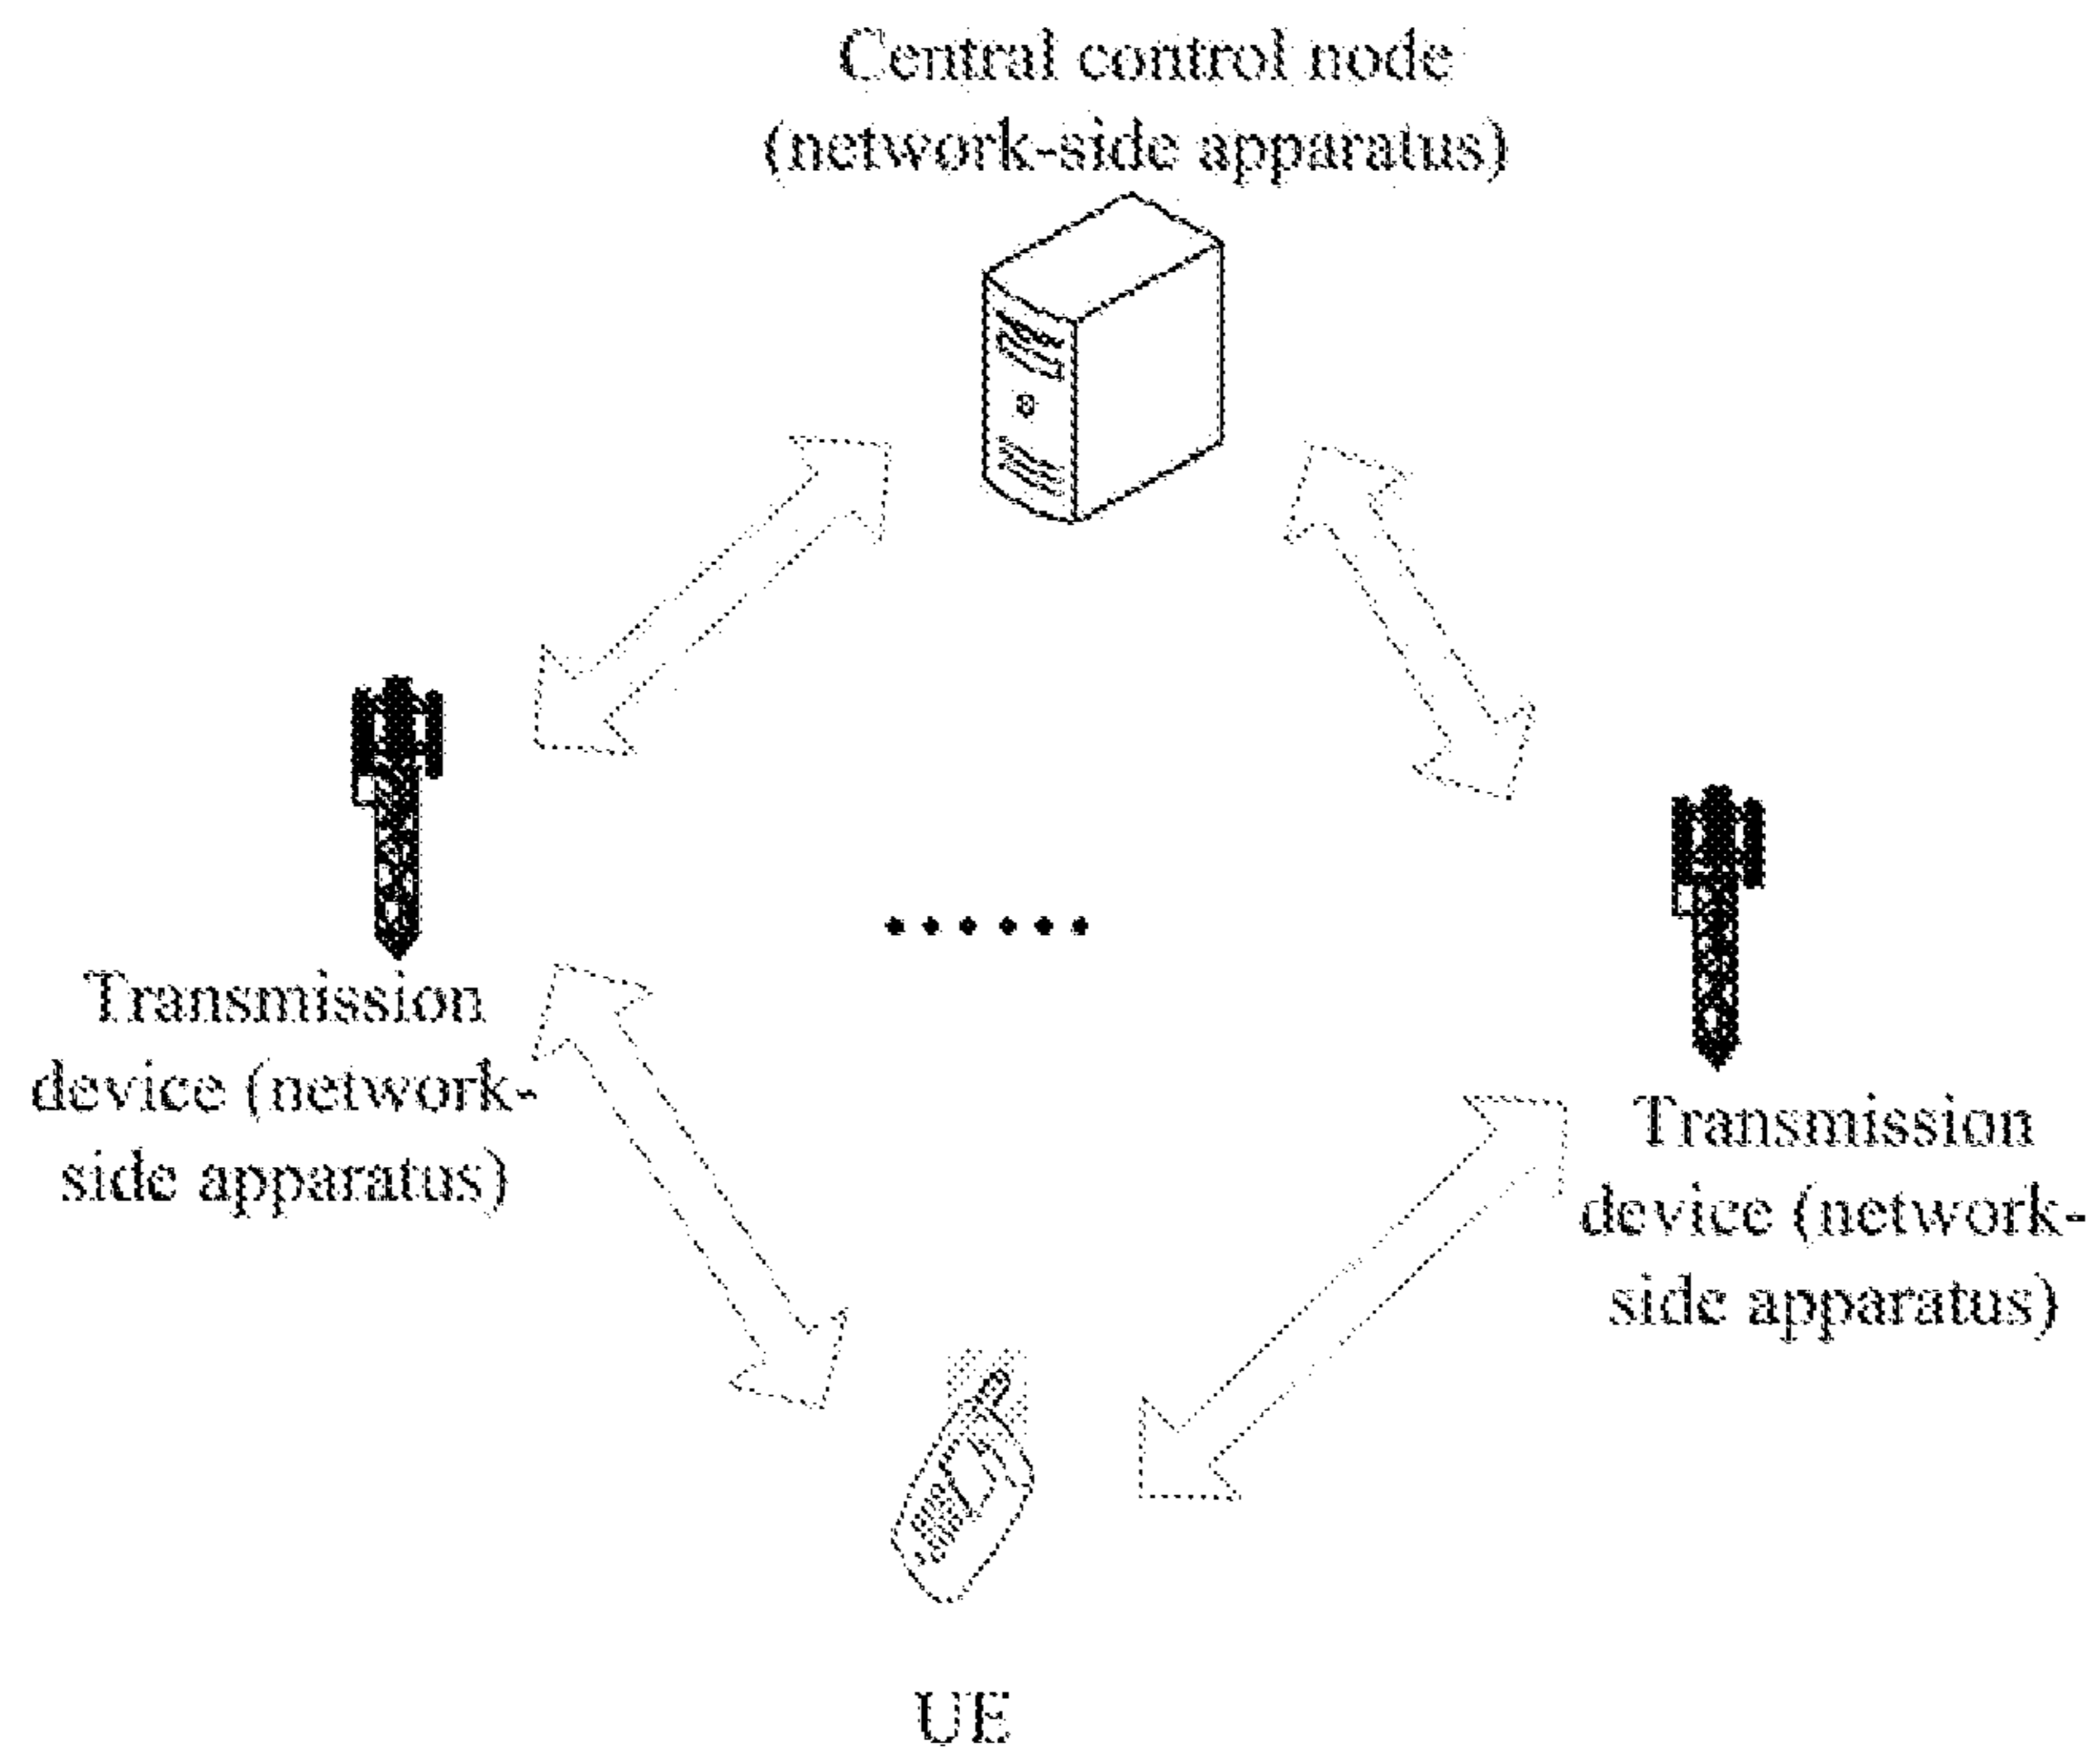 Central control node
(network-side apparatus)
Transmission
device (network-
side apparatus)
Transmission
device (network-
side apparatus)
UE